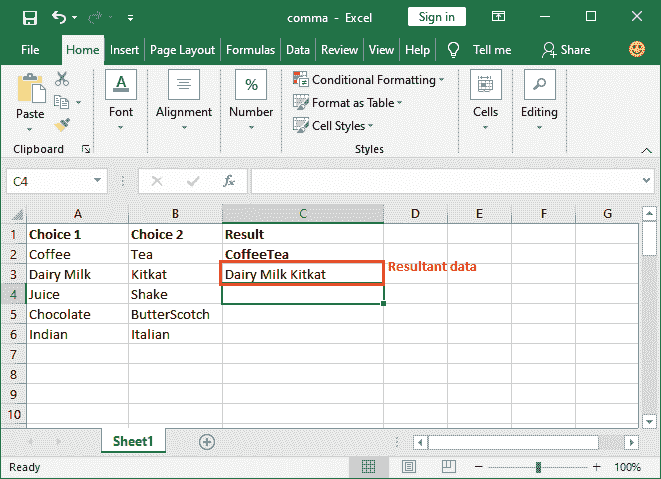 comma - Excel
Sign in
File Home Insert Page Layout Formulas Data Review View Help Tell me Share
Paste
Clipboard
A
Font
Alignment
%
Number
Conditional Formatting
Format as Table
Cell Styles
Styles
Cells
Editing
C4
fx
A B C D E F G
1 Choice 1 Choice 2 Result
2 Coffee Tea CoffeeTea
3 Dairy Milk Kitkat Dairy Milk Kitkat Resultant data
4 Juice Shake
5 Chocolate ButterScotch
6 Indian Italian
7
8
9
10
Sheet1
Ready
100%